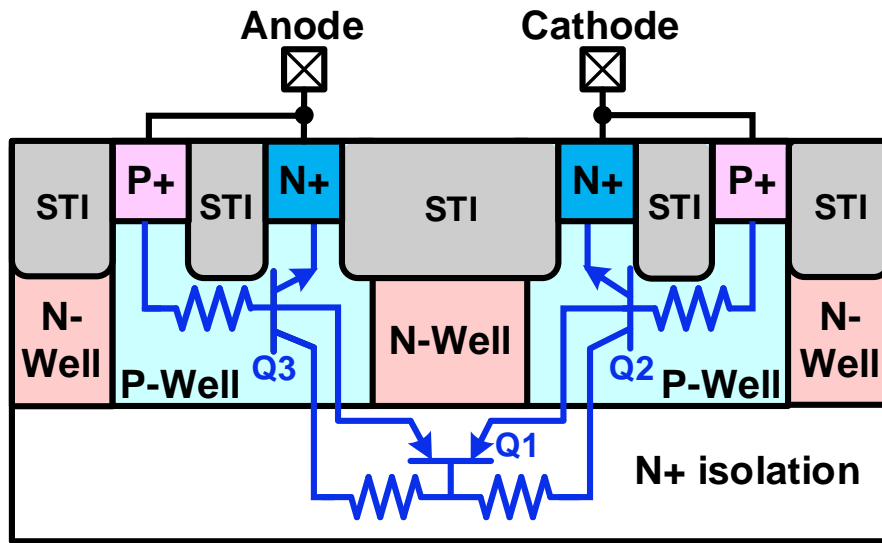 Anode
Cathode
P+
N+
N+
P+
STI
STI
STI
STI
STI
N-
Well
P-Well
Q3
N-Well
Q2
P-Well
N-
Well
Q1
N+ isolation